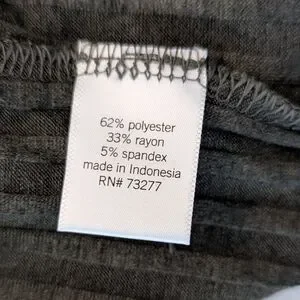 62% polyester
33% rayon
5% spandex
made in Indonesia
RN# 73277